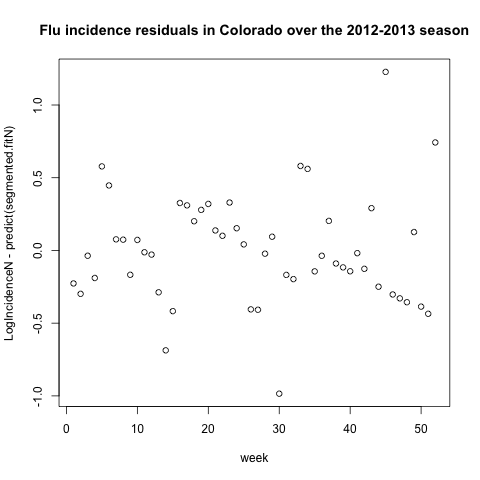 Flu incidence residuals in Colorado over the 2012-2013 season
LogIncidenceN - predict(segmented.fitN)
1.0
0.5
0.0
-0.5
-1.0
0 10 20 30 40 50
week